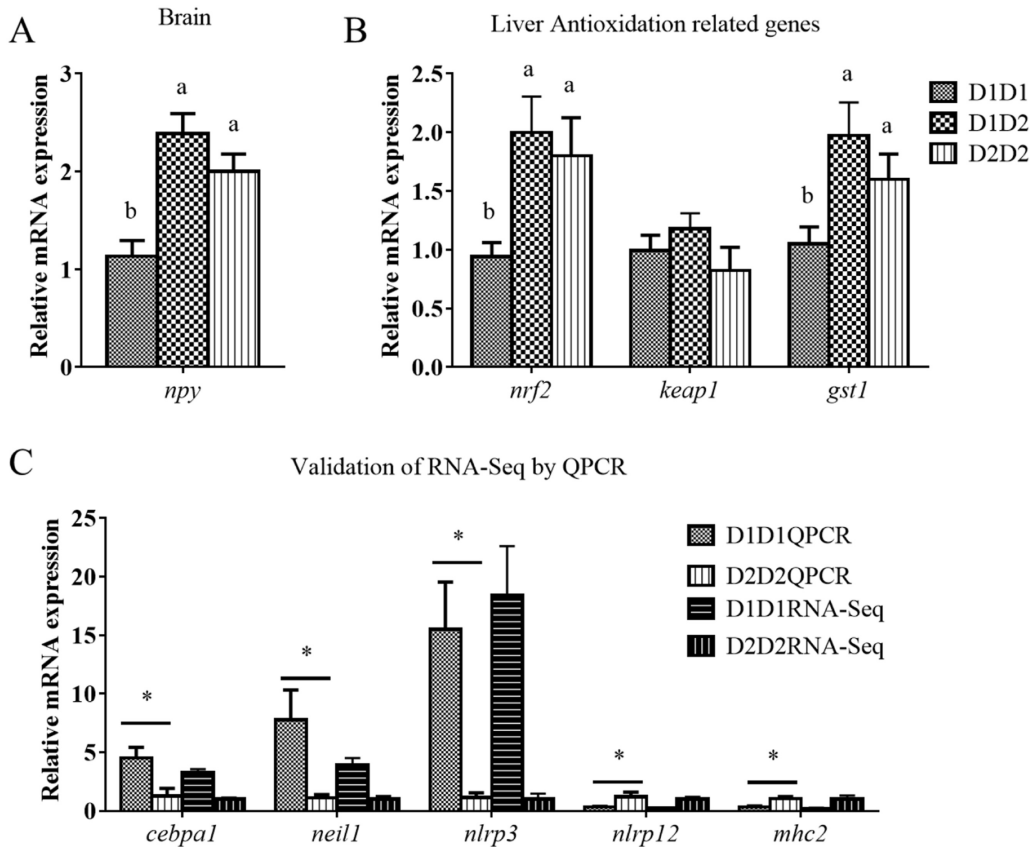 A
Brain
Relative mRNA expression
3
2
1
0
b
a
a
npy
B
Liver Antioxidation related genes
Relative mRNA expression
2.5
2.0
1.5
1.0
0.5
0.0
b
a
a
b
a
a
nrf2
keap1
gst1
D1D1
D1D2
D2D2
C
Validation of RNA-Seq by QPCR
Relative mRNA expression
25
20
15
10
5
0
*
*
*
*
*
cebpa1
neil1
nlrp3
nlrp12
mhc2
D1D1QPCR
D2D2QPCR
D1D1RNA-Seq
D2D2RNA-Seq